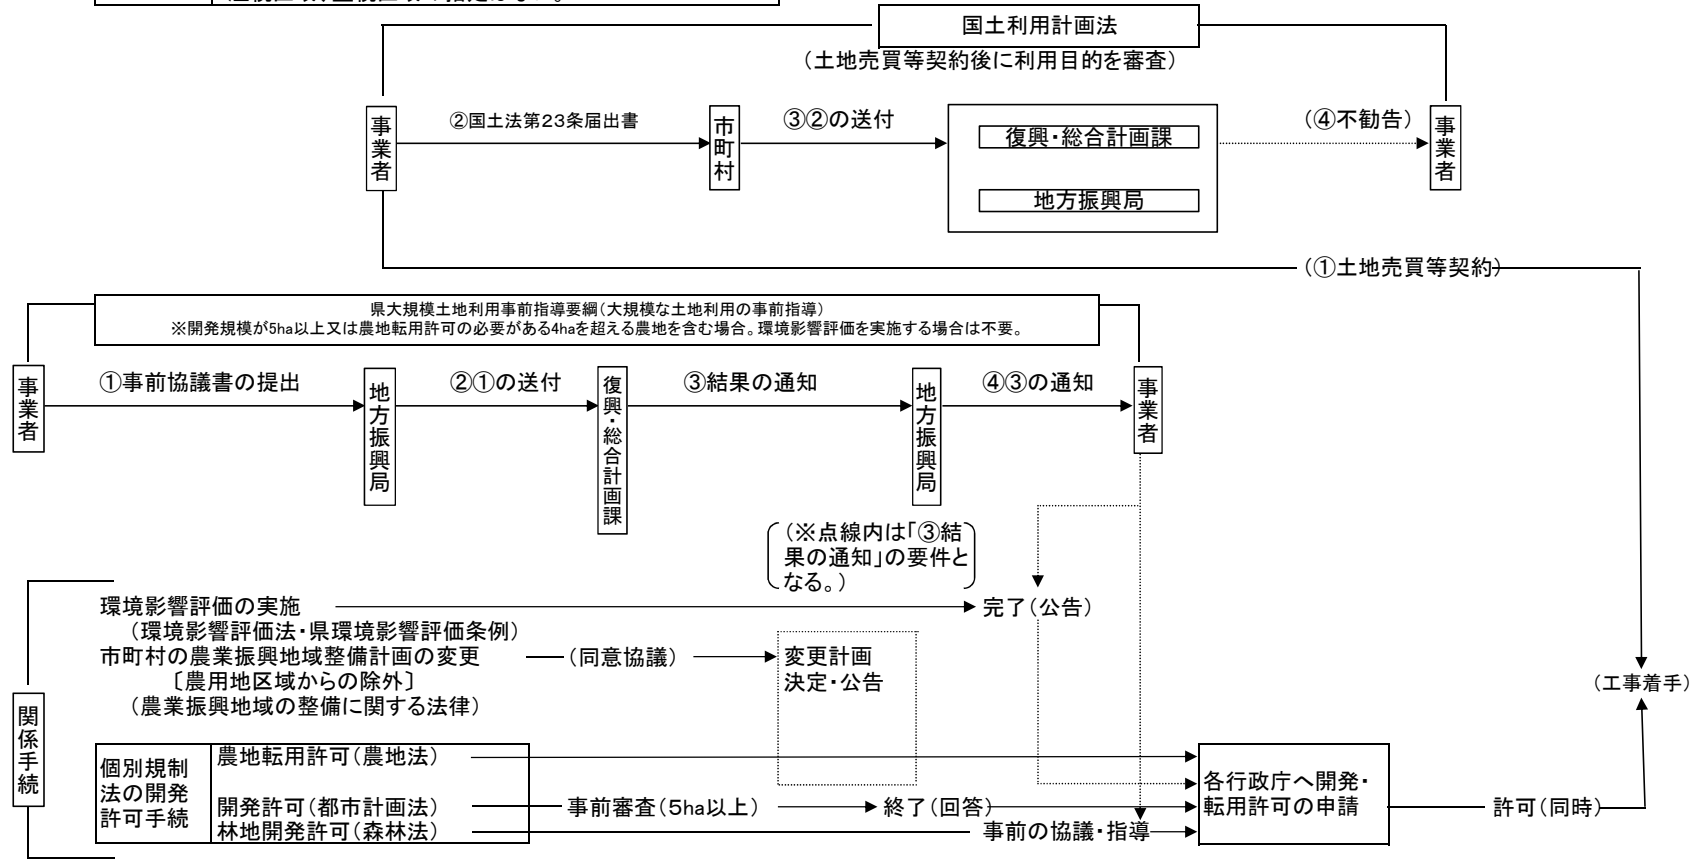 国土利用計画法
（土地売買等契約後に利用目的を審査）
事業者
②国土法第２３条届出書
市町村
③②の送付
復興・総合計画課
地方振興局
（④不勧告）
事業者
（①土地売買等契約）
県大規模土地利用事前指導要綱（大規模な土地利用の事前指導）
※開発規模が5ha以上又は農地転用許可の必要がある4haを超える農地を含む場合。環境影響評価を実施する場合は不要。
事業者
①事前協議書の提出
地方振興局
②①の送付
復興・総合計画課
③結果の通知
地方振興局
④③の通知
事業者
（※点線内は「③結
果の通知」の要件と
なる。）
関係手続
環境影響評価の実施
完了（公告）
（環境影響評価法・県環境影響評価条例）
市町村の農業振興地域整備計画の変更
（同意協議）
変更計画
決定・公告
〔農用地区域からの除外〕
（農業振興地域の整備に関する法律）
（工事着手）
個別規制
法の開発
許可手続
農地転用許可（農地法）
開発許可（都市計画法）
事前審査（５ha以上）
終了（回答）
林地開発許可（森林法）
事前の協議・指導
各行政庁へ開発・
転用許可の申請
許可（同時）